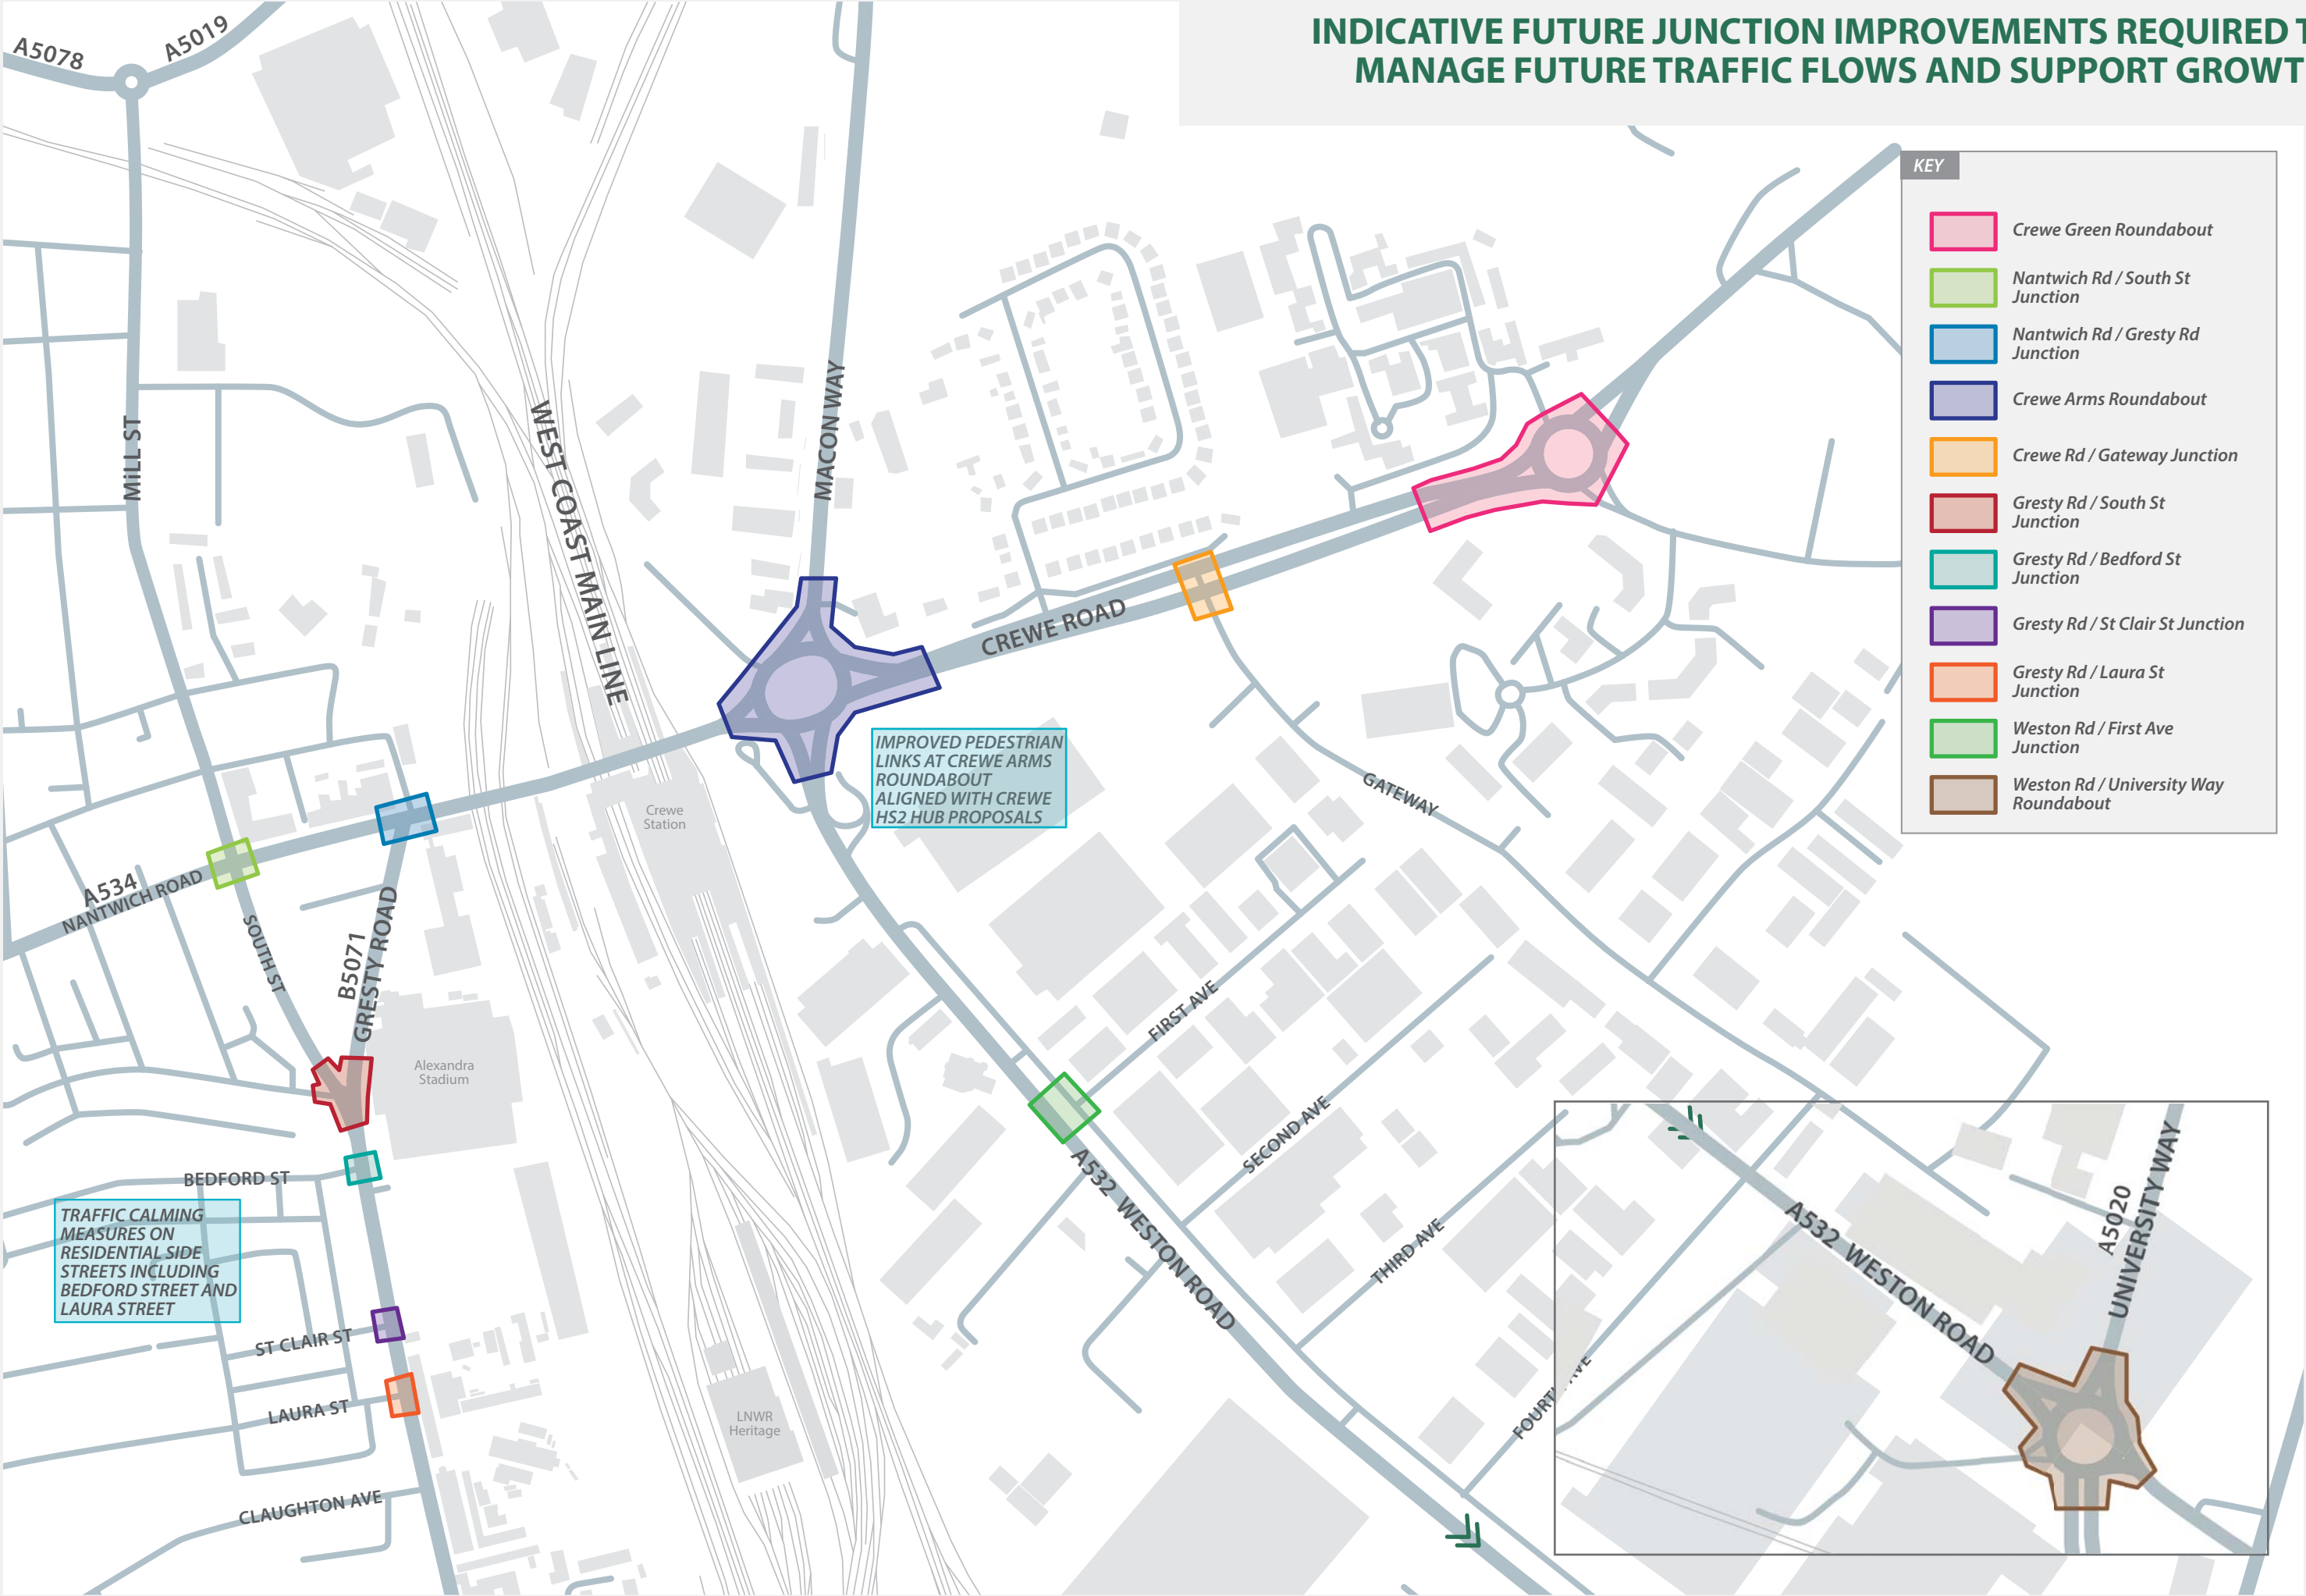 INDICATIVE FUTURE JUNCTION IMPROVEMENTS REQUIRED T
MANAGE FUTURE TRAFFIC FLOWS AND SUPPORT GROWT
A5078
A5019
KEY
Crewe Green Roundabout
Nantwich Rd / South St
Junction
Nantwich Rd / Gresty Rd
Junction
Crewe Arms Roundabout
Crewe Rd / Gateway Junction
Gresty Rd / South St
Junction
Gresty Rd / Bedford St
Junction
Gresty Rd / St Clair St Junction
Gresty Rd / Laura St
Junction
Weston Rd / First Ave
Junction
Weston Rd / University Way
Roundabout
MILL ST
WEST COAST MAIN LINE
MACON WAY
CREWE ROAD
IMPROVED PEDESTRIAN
LINKS AT CREWE ARMS
ROUNDABOUT
ALIGNED WITH CREWE
HS2 HUB PROPOSALS
Crewe
Station
GATEWAY
A534
NANTWICH ROAD
SOUTH ST
B5071
GRESTY ROAD
Alexandra
Stadium
FIRST AVE
SECOND AVE
THIRD AVE
FOURTH AVE
A532 WESTON ROAD
BEDFORD ST
TRAFFIC CALMING
MEASURES ON
RESIDENTIAL SIDE
STREETS INCLUDING
BEDFORD STREET AND
LAURA STREET
ST CLAIR ST
LAURA ST
CLAUGHTON AVE
LNWR
Heritage
A532 WESTON ROAD
A5020
UNIVERSITY WAY